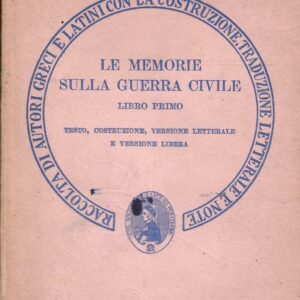 RACCOLTA DI AUTORI GRECI E LATINI CON LA COSTRUZIONE, TRADUZIONE LETTERALE E NOTE
LE MEMORIE
SULLA GUERRA CIVILE
LIBRO PRIMO
TESTO, COSTRUZIONE, VERSIONE LETTERALE
E VERSIONE LIBERA